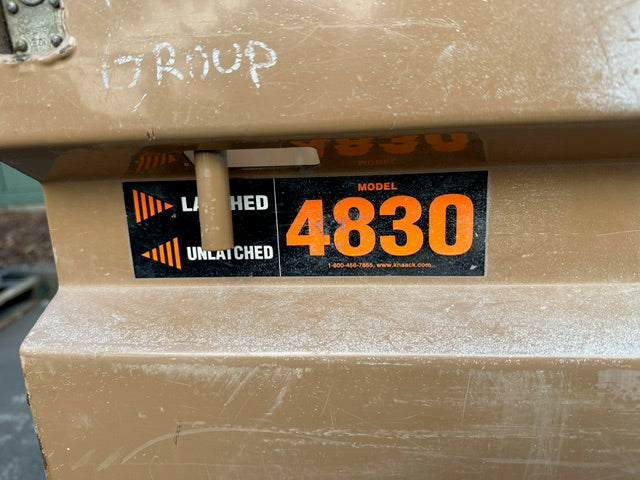 GROUP
LATCHED
UNLATCHED
MODEL
4830
1-800-456-7865, www.knaack.com